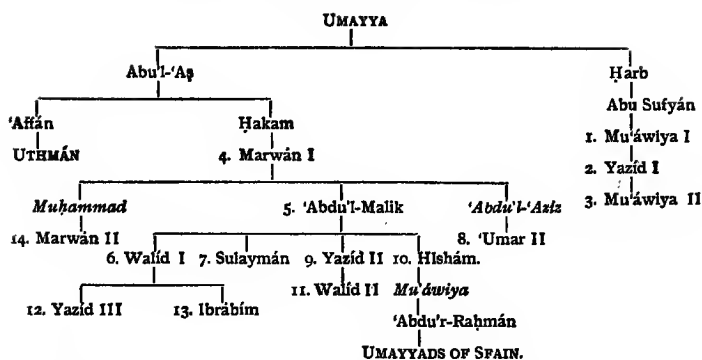 UMAYYA
Abu'l-‘Aṣ Ḥarb
Abu Sufyán
‘Affán Ḥakam
1. Mu‘áwiya I
UTHMÁN
4. Marwán I
2. Yazíd I
Muḥammad 5. ‘Abdu'l-Malik ‘Abdu'l-‘Azíz 3. Mu‘áwiya II
14. Marwán II 8. ‘Umar II
6. Walíd I 7. Sulaymán 9. Yazíd II 10. Hishám.
11. Walíd II Mu‘áwiya
12. Yazíd III 13. Ibráhím
‘Abdu'r-Raḥmán
UMAYYADS OF SPAIN.